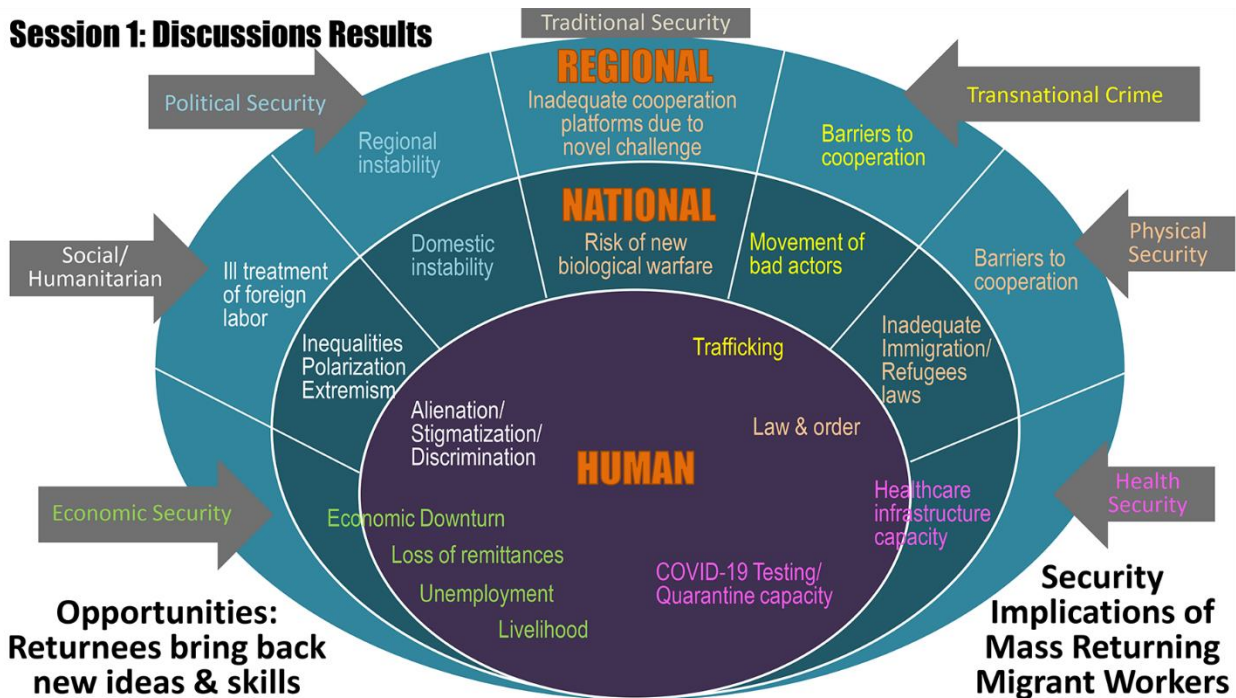 Session 1: Discussions Results
Traditional Security
REGIONAL
Inadequate cooperation
platforms due to
novel challenge
Political Security
Regional
instability
Transnational Crime
Barriers to
cooperation
NATIONAL
Risk of new
biological warfare
Domestic
instability
Movement of
bad actors
Social/
Humanitarian
Ill treatment
of foreign
labor
Physical
Security
Barriers to
cooperation
Inequalities
Polarization
Extremism
Inadequate
Immigration/
Refugees
laws
Trafficking
Alienation/
Stigmatization/
Discrimination
Law & order
HUMAN
Economic Security
Economic Downturn
Loss of remittances
Unemployment
Livelihood
Health
Security
Healthcare
infrastructure
capacity
COVID-19 Testing/
Quarantine capacity
Opportunities:
Returnees bring back
new ideas & skills
Security
Implications of
Mass Returning
Migrant Workers